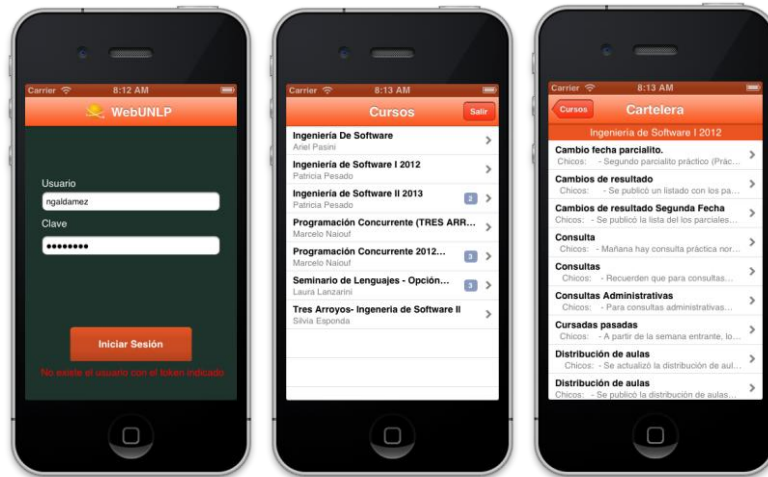 Carrier 8:12 AM
WebUNLP
Usuario
ngaldamez
Clave
••••••••
Iniciar Sesión
No existe el usuario con el token indicado
Carrier 8:13 AM
Cursos Salir
Ingeniería De Software
Ariel Pasini
Ingeniería de Software I 2012
Patricia Pesado
Ingeniería de Software II 2013 2
Patricia Pesado
Programación Concurrente (TRES ARR...
Marcelo Naiouf
Programación Concurrente 2012... 3
Marcelo Naiouf
Seminario de Lenguajes - Opción... 3
Laura Lanzarini
Tres Arroyos- Ingenieria de Software II
Silvia Esponda
Carrier 8:13 AM
Cursos Cartelera
Ingeniería de Software I 2012
Cambio fecha parcialito.
Chicos: - Segundo parcialito práctico (Prác...
Cambios de resultado
Chicos: - Se publicó un listado con los pa...
Cambios de resultado Segunda Fecha
Chicos: - Se publicó la lista del los parciales...
Consulta
Chicos: - Mañana hay consulta práctica nor...
Consultas
Chicos: - Recuerden que para consultas...
Consultas Administrativas
Chicos: - Para consultas administrativas...
Cursadas pasadas
Chicos: - A partir de la semana entrante, lo...
Distribución de aulas
Chicos: - Se actualizó la distribución de aul...
Distribución de aulas
Chicos: - Se publicó la distribución de aulas...